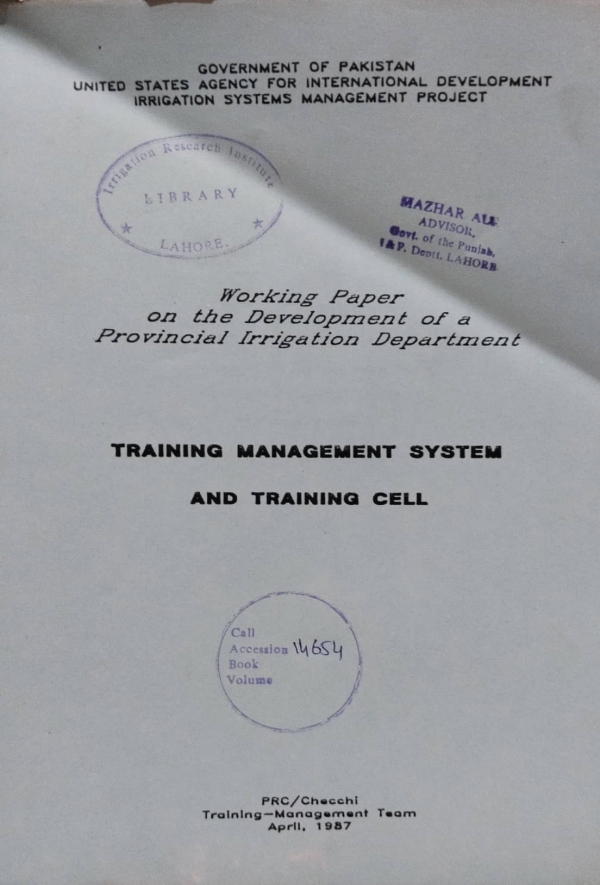 GOVERNMENT OF PAKISTAN
UNITED STATES AGENCY FOR INTERNATIONAL DEVELOPMENT
IRRIGATION SYSTEMS MANAGEMENT PROJECT
Irrigation Research Institute
LIBRARY
LAHORE.
MAZHAR ALI
ADVISOR,
Govt. of the Punjab,
I & P. Deptt. LAHORE
Working Paper
on the Development of a
Provincial Irrigation Department
TRAINING MANAGEMENT SYSTEM
AND TRAINING CELL
Call
Accession 14654
Book
Volume
PRC/Checchi
Training-Management Team
April, 1987